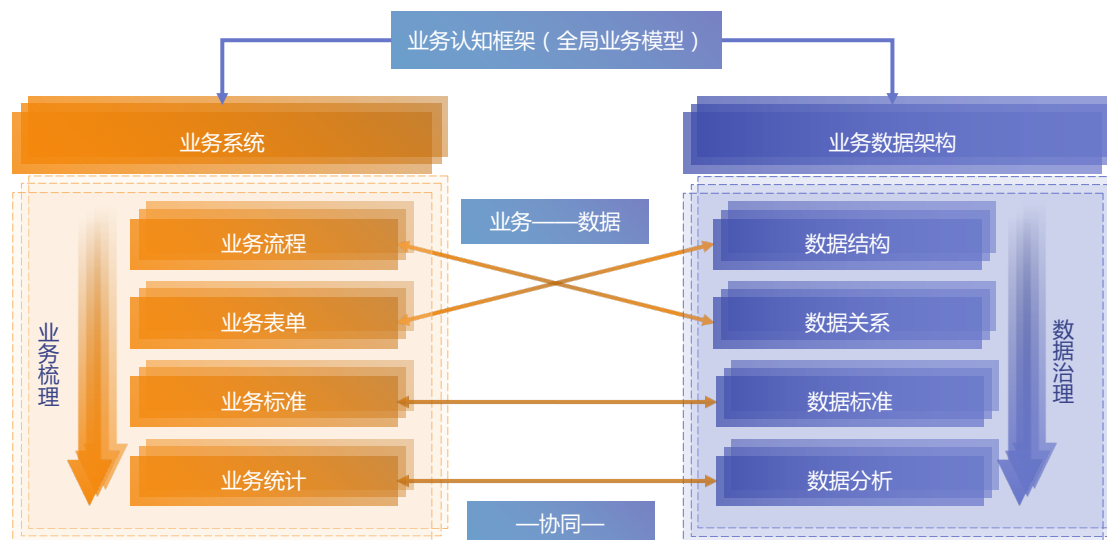 业务认知框架（全局业务模型）
业务系统
业务数据架构
业务——数据
业务流程
数据结构
业务表单
数据关系
业务梳理
数据治理
业务标准
数据标准
业务统计
数据分析
—协同—